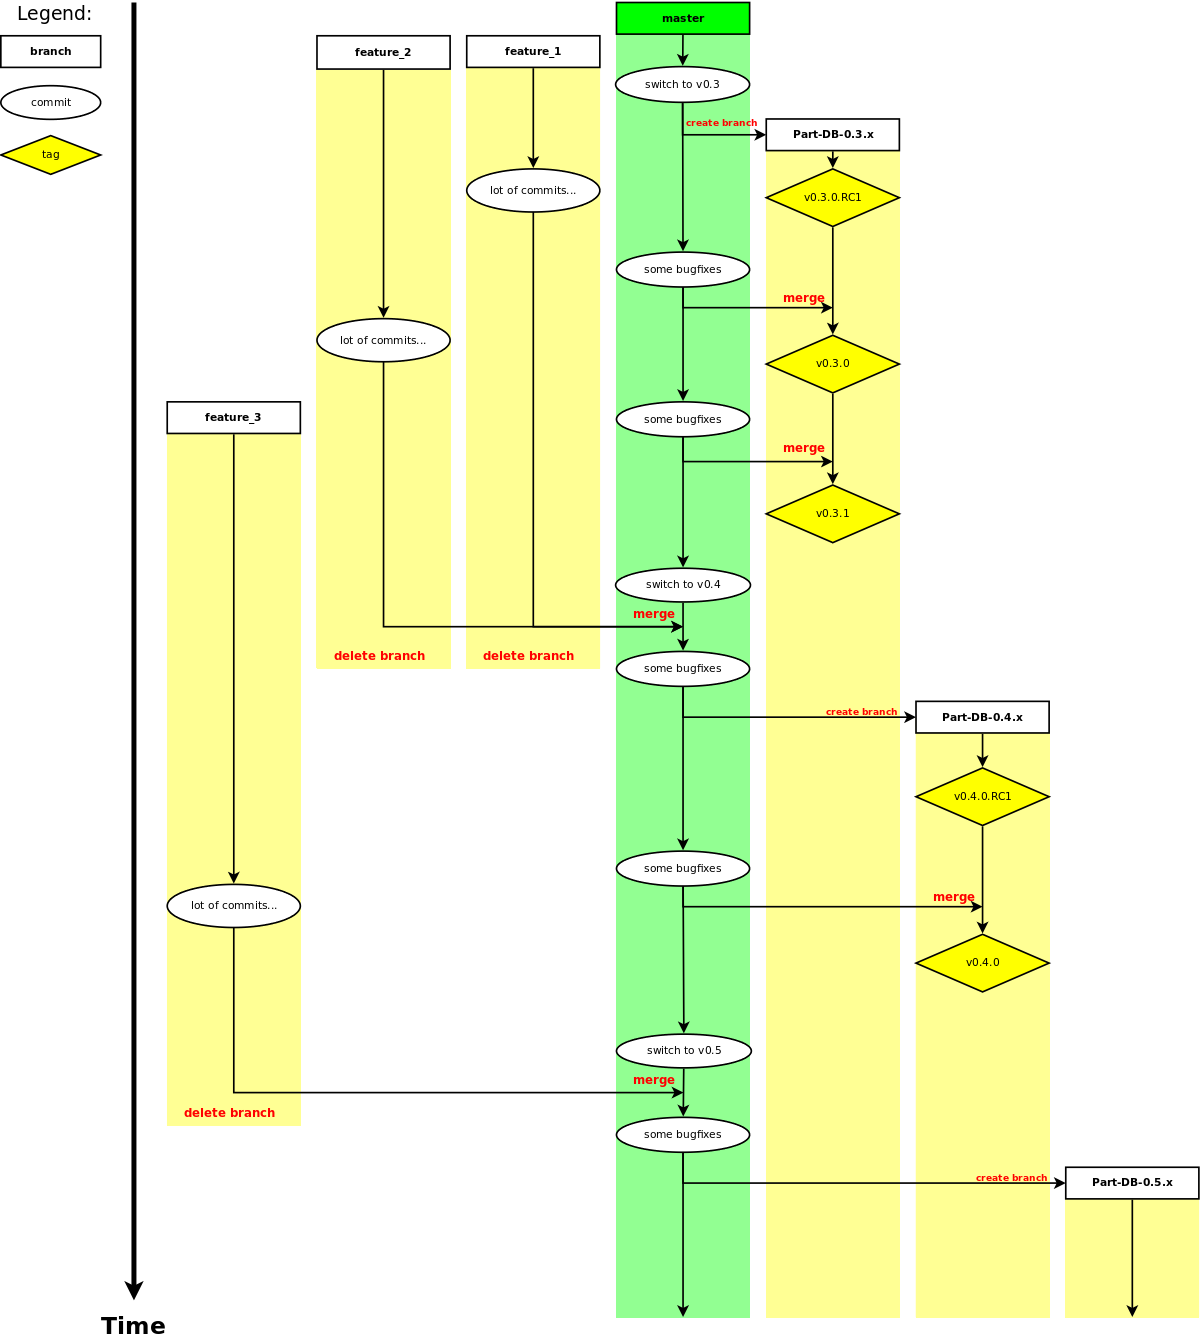 Legend:
branch
commit
tag
master
feature_2
feature_1
switch to v0.3
create branch
Part-DB-0.3.x
lot of commits...
v0.3.0.RC1
some bugfixes
merge
lot of commits...
v0.3.0
feature_3
some bugfixes
merge
v0.3.1
switch to v0.4
merge
delete branch
delete branch
some bugfixes
create branch
Part-DB-0.4.x
v0.4.0.RC1
some bugfixes
merge
lot of commits...
v0.4.0
switch to v0.5
merge
delete branch
some bugfixes
create branch
Part-DB-0.5.x
Time